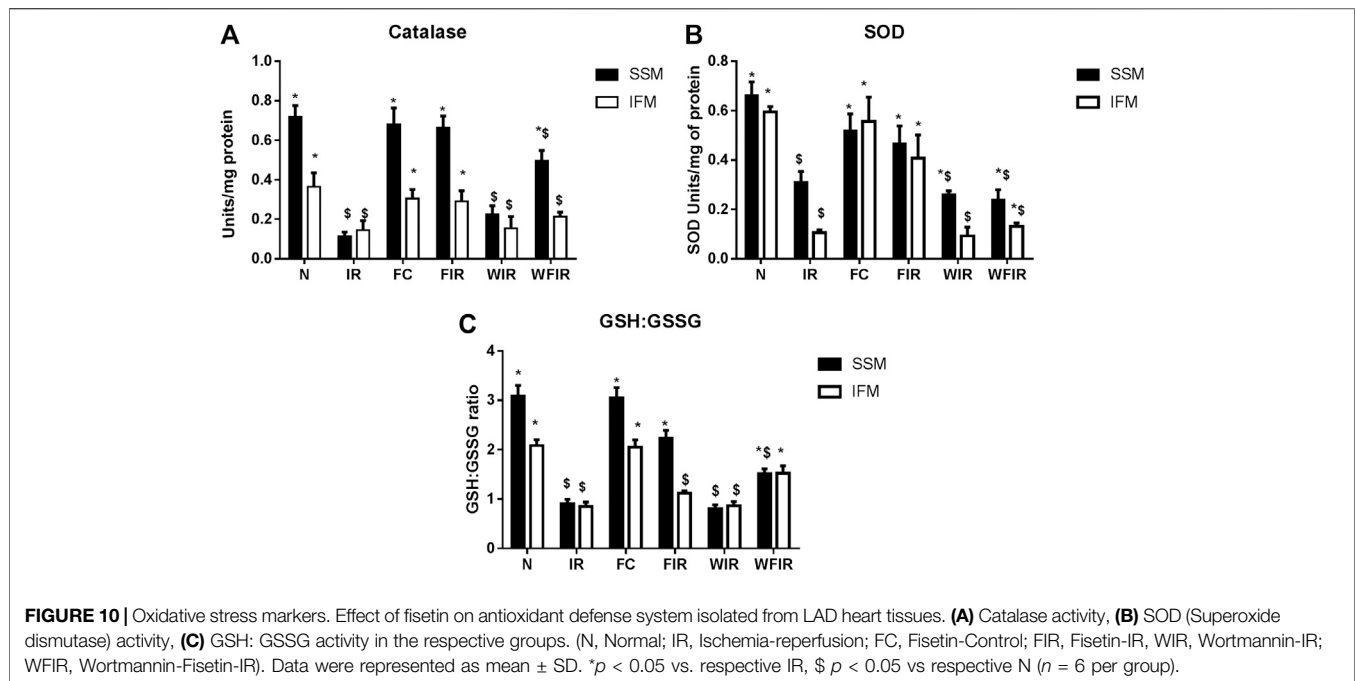 A
Catalase
Units/mg protein
1.0
0.8
0.6
0.4
0.2
0.0
* * $ $ * * * * $ $ *$ $
N IR FC FIR WIR WFIR
SSM
IFM
B
SOD
SOD Units/mg of protein
0.8
0.6
0.4
0.2
0.0
* * $ $ * * * * *$ $ *$ *$
N IR FC FIR WIR WFIR
SSM
IFM
C
GSH:GSSG
GSH:GSSG ratio
4
3
2
1
0
* * $ $ * * * $ $ $ *$ *
N IR FC FIR WIR WFIR
SSM
IFM
FIGURE 10 | Oxidative stress markers. Effect of fisetin on antioxidant defense system isolated from LAD heart tissues. (A) Catalase activity, (B) SOD (Superoxide
dismutase) activity, (C) GSH: GSSG activity in the respective groups. (N, Normal; IR, Ischemia-reperfusion; FC, Fisetin-Control; FIR, Fisetin-IR, WIR, Wortmannin-IR;
WFIR, Wortmannin-Fisetin-IR). Data were represented as mean ± SD. *p < 0.05 vs. respective IR, $ p < 0.05 vs respective N (n = 6 per group).